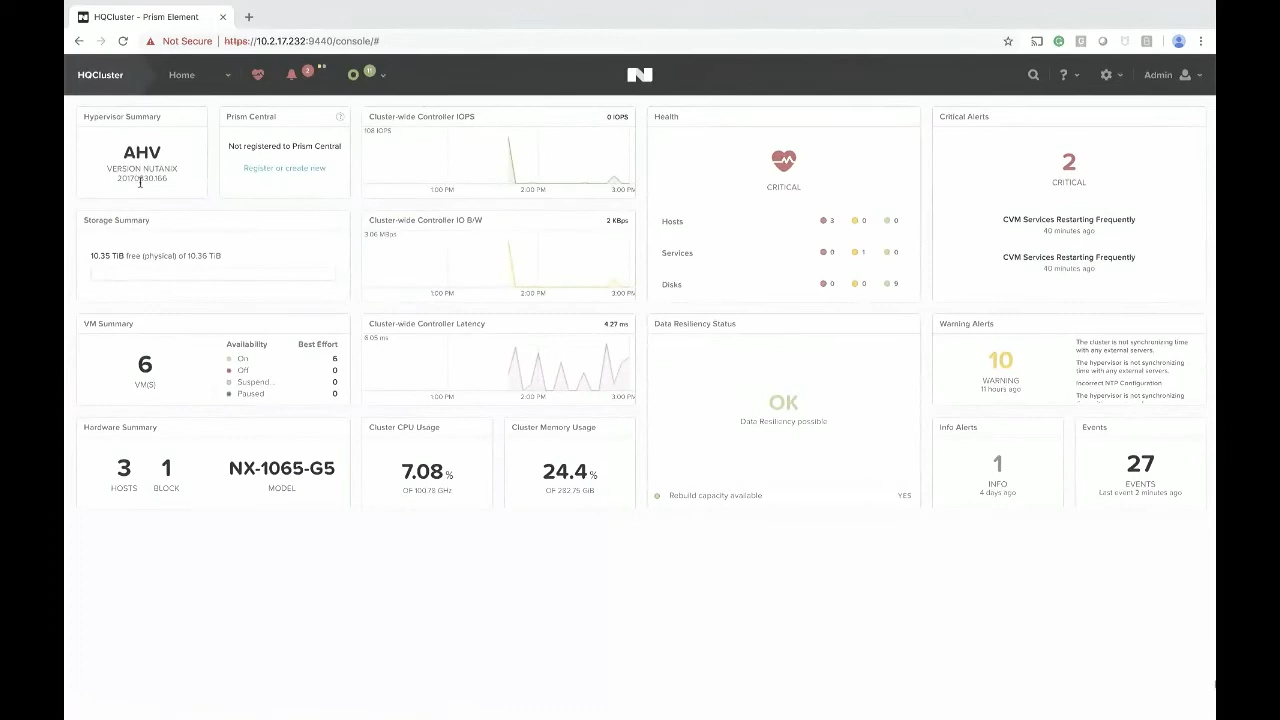 HQCluster - Prism Element
Not Secure
https://10.2.17.232:9440/console/#
HQCluster
Home
2
11
?
Admin
Hypervisor Summary
AHV
VERSION NUTANIX
20170830.166
Prism Central
?
Not registered to Prism Central
Register or create new
Storage Summary
10.35 TiB free (physical) of 10.36 TiB
VM Summary
6
VM(S)
Availability
Best Effort
On 6
Off 0
Suspend... 0
Paused 0
Hardware Summary
3
HOSTS
1
BLOCK
NX-1065-G5
MODEL
Cluster-wide Controller IOPS
0 IOPS
108 IOPS
1:00 PM 2:00 PM 3:00 PM
Cluster-wide Controller IO B/W
2 KBps
3.06 MBps
1:00 PM 2:00 PM 3:00 PM
Cluster-wide Controller Latency
4.27 ms
6.05 ms
1:00 PM 2:00 PM 3:00 PM
Cluster CPU Usage
7.08 %
OF 100.78 GHz
Cluster Memory Usage
24.4 %
OF 282.75 GiB
Health
CRITICAL
Hosts 3 0 0
Services 0 1 0
Disks 0 0 9
Data Resiliency Status
OK
Data Resiliency possible
Rebuild capacity available YES
Critical Alerts
2
CRITICAL
CVM Services Restarting Frequently
40 minutes ago
CVM Services Restarting Frequently
40 minutes ago
Warning Alerts
10
WARNING
11 hours ago
The cluster is not synchronizing time
with any external servers.
The hypervisor is not synchronizing
time with any external servers.
Incorrect NTP Configuration
The hypervisor is not synchronizing
Info Alerts
1
INFO
4 days ago
Events
27
EVENTS
Last event 2 minutes ago